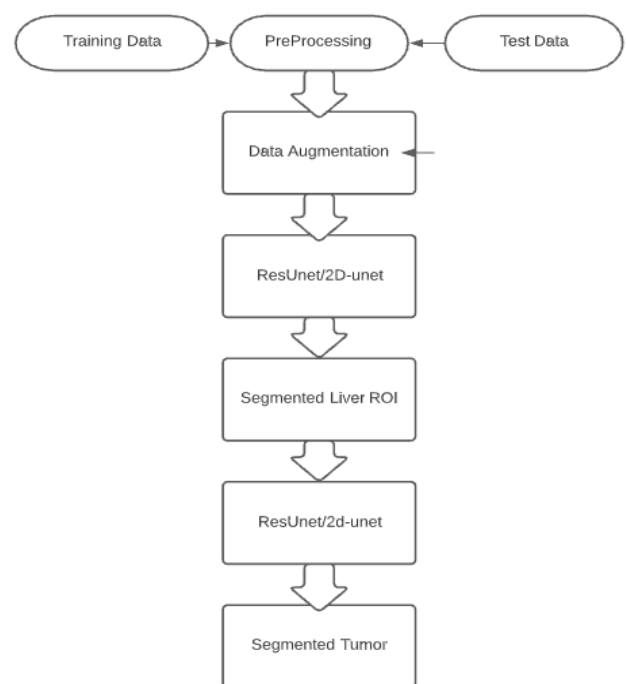 Training Data
PreProcessing
Test Data
Data Augmentation
ResUnet/2D-unet
Segmented Liver ROI
ResUnet/2d-unet
Segmented Tumor